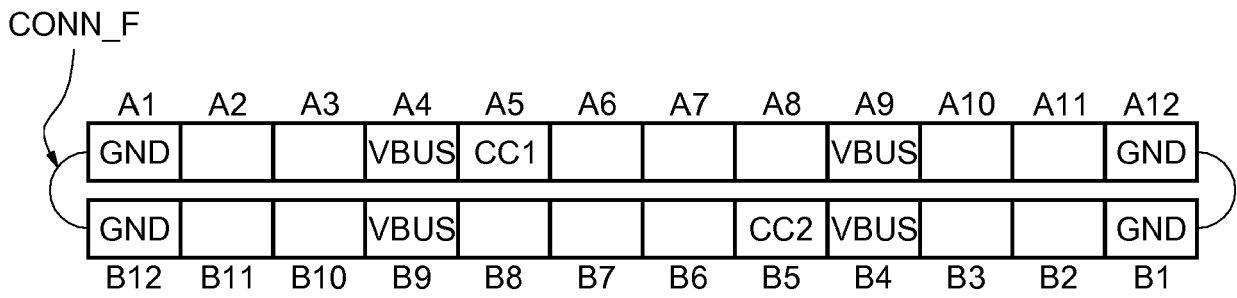 CONN_F
A1 A2 A3 A4 A5 A6 A7 A8 A9 A10 A11 A12
GND VBUS CC1 VBUS GND
GND VBUS CC2 VBUS GND
B12 B11 B10 B9 B8 B7 B6 B5 B4 B3 B2 B1